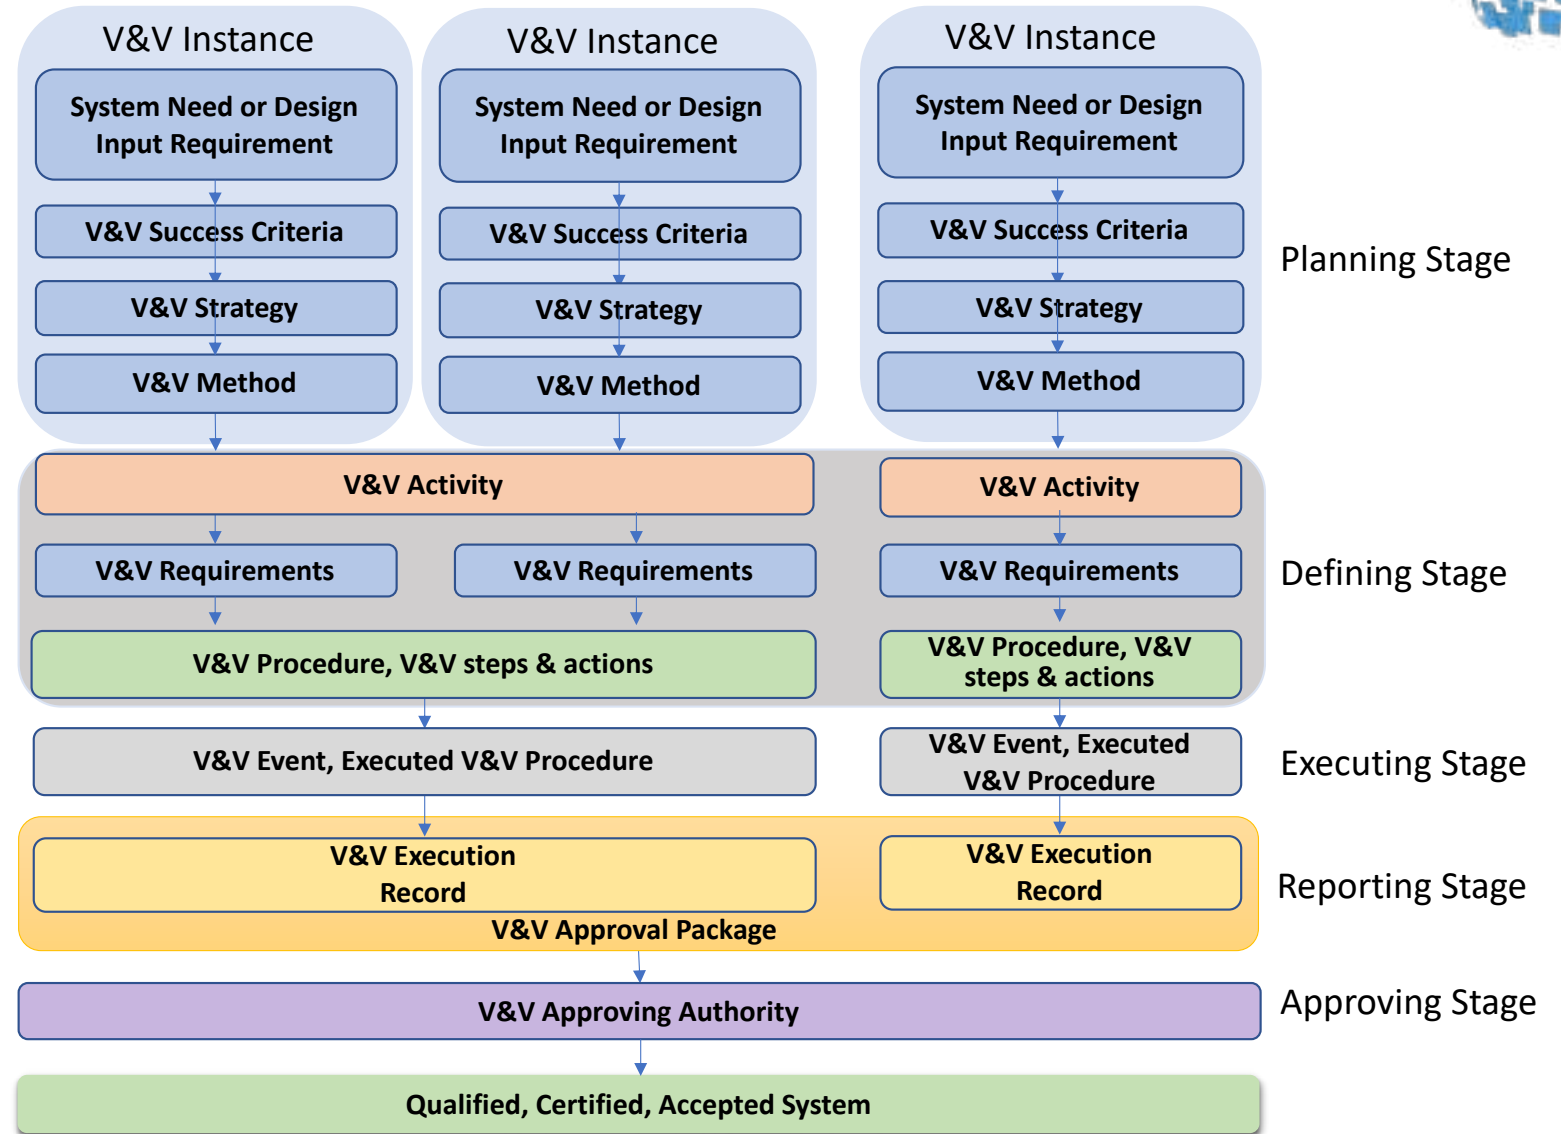 V&V Instance
V&V Instance
V&V Instance
System Need or Design
Input Requirement
System Need or Design
Input Requirement
System Need or Design
Input Requirement
V&V Success Criteria
V&V Success Criteria
V&V Success Criteria
Planning Stage
V&V Strategy
V&V Strategy
V&V Strategy
V&V Method
V&V Method
V&V Method
V&V Activity
V&V Activity
V&V Requirements
V&V Requirements
V&V Requirements
Defining Stage
V&V Procedure, V&V steps & actions
V&V Procedure, V&V
steps & actions
V&V Event, Executed V&V Procedure
V&V Event, Executed
V&V Procedure
Executing Stage
V&V Execution
Record
V&V Execution
Record
Reporting Stage
V&V Approval Package
V&V Approving Authority
Approving Stage
Qualified, Certified, Accepted System